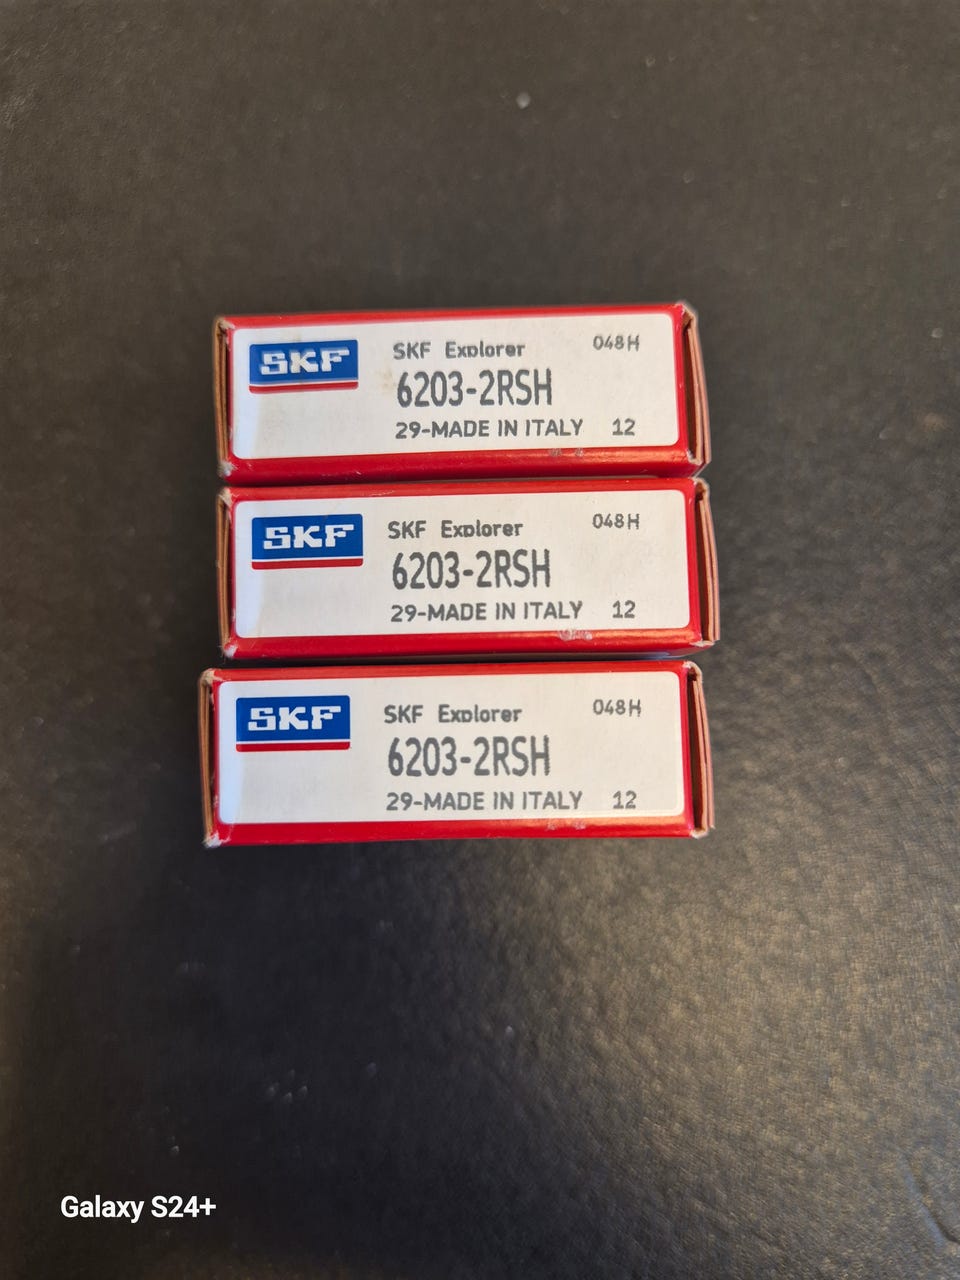 SKF
SKF Explorer 048H
6203-2RSH
29-MADE IN ITALY 12
SKF
SKF Explorer 048H
6203-2RSH
29-MADE IN ITALY 12
SKF
SKF Explorer 048H
6203-2RSH
29-MADE IN ITALY 12
Galaxy S24+